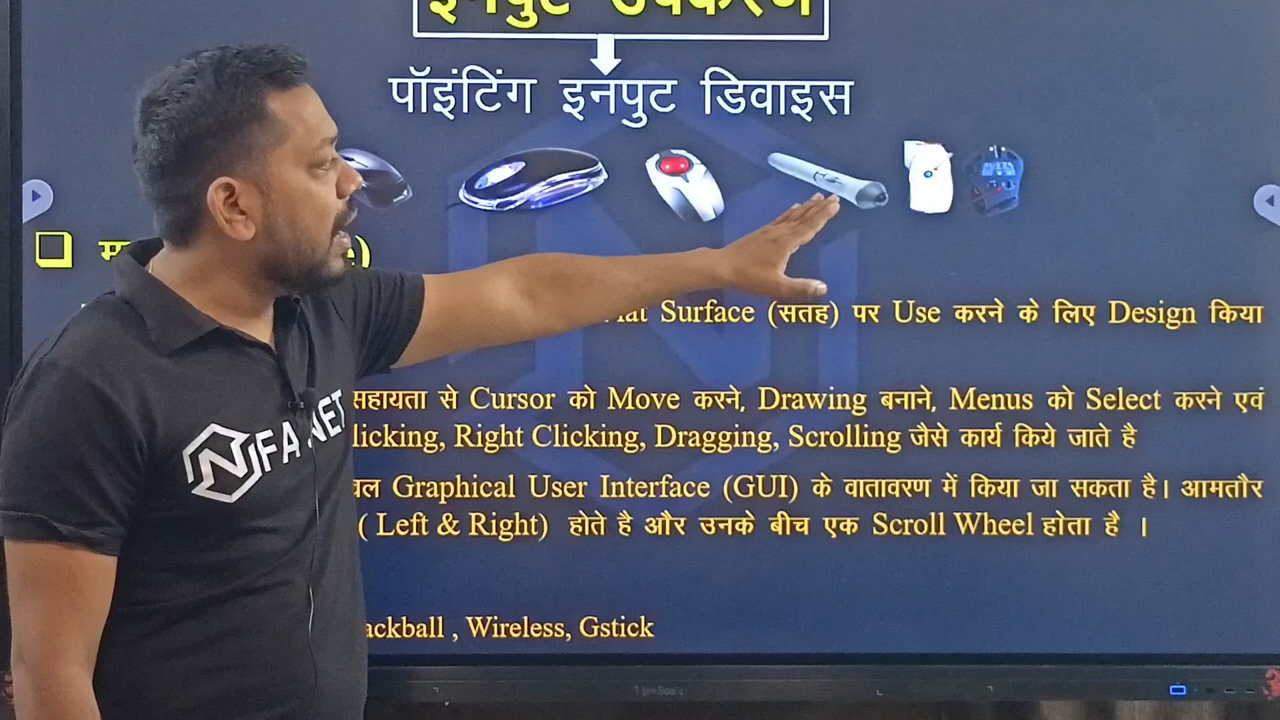 इनपुट उपकरण
पॉइंटिंग इनपुट डिवाइस
Surface (सतह) पर Use करने के लिए Design किया
सहायता से Cursor को Move करने, Drawing बनाने, Menus को Select करने एवं
licking, Right Clicking, Dragging, Scrolling जैसे कार्य किये जाते है
Graphical User Interface (GUI) के वातावरण में किया जा सकता है। आमतौर
( Left & Right) होते है और उनके बीच एक Scroll Wheel होता है ।
ackball , Wireless, Gstick